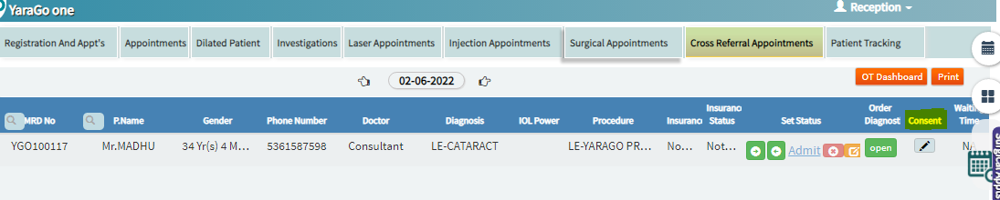 YaraGo one
Reception
Registration And Appt's Appointments Dilated Patient Investigations Laser Appointments Injection Appointments Surgical Appointments Cross Referral Appointments Patient Tracking
02-06-2022 OT Dashboard Print
MRD No P.Name Gender Phone Number Doctor Diagnosis IOL Power Procedure Insuranc Insuranc Status Set Status Order Diagnost Consent Waiting Time
YGO100117 Mr.MADHU 34 Yr(s) 4 M... 5361587598 Consultant LE-CATARACT LE-YARAGO PR... No... Not... Admit open